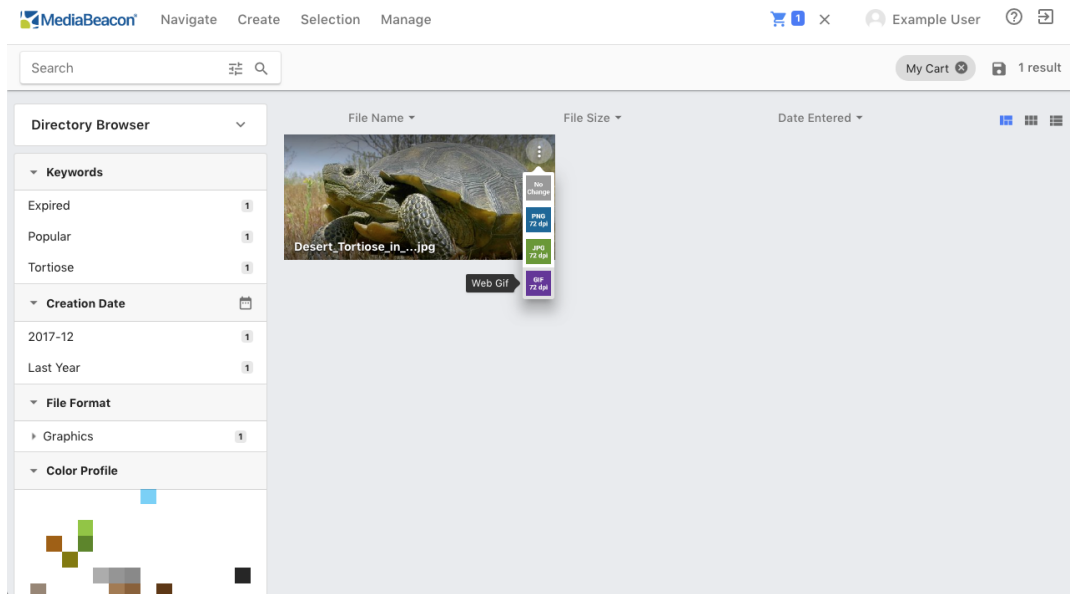 MediaBeacon® Navigate Create Selection Manage 1 Example User
Search My Cart 1 result
Directory Browser File Name File Size Date Entered
Keywords
No Change
Expired 1
PNG 72 dpi
Popular 1
Desert_Tortiose_in_...jpg JPG 72 dpi
Tortiose 1
Web Gif GIF 72 dpi
Creation Date
2017-12 1
Last Year 1
File Format
Graphics 1
Color Profile